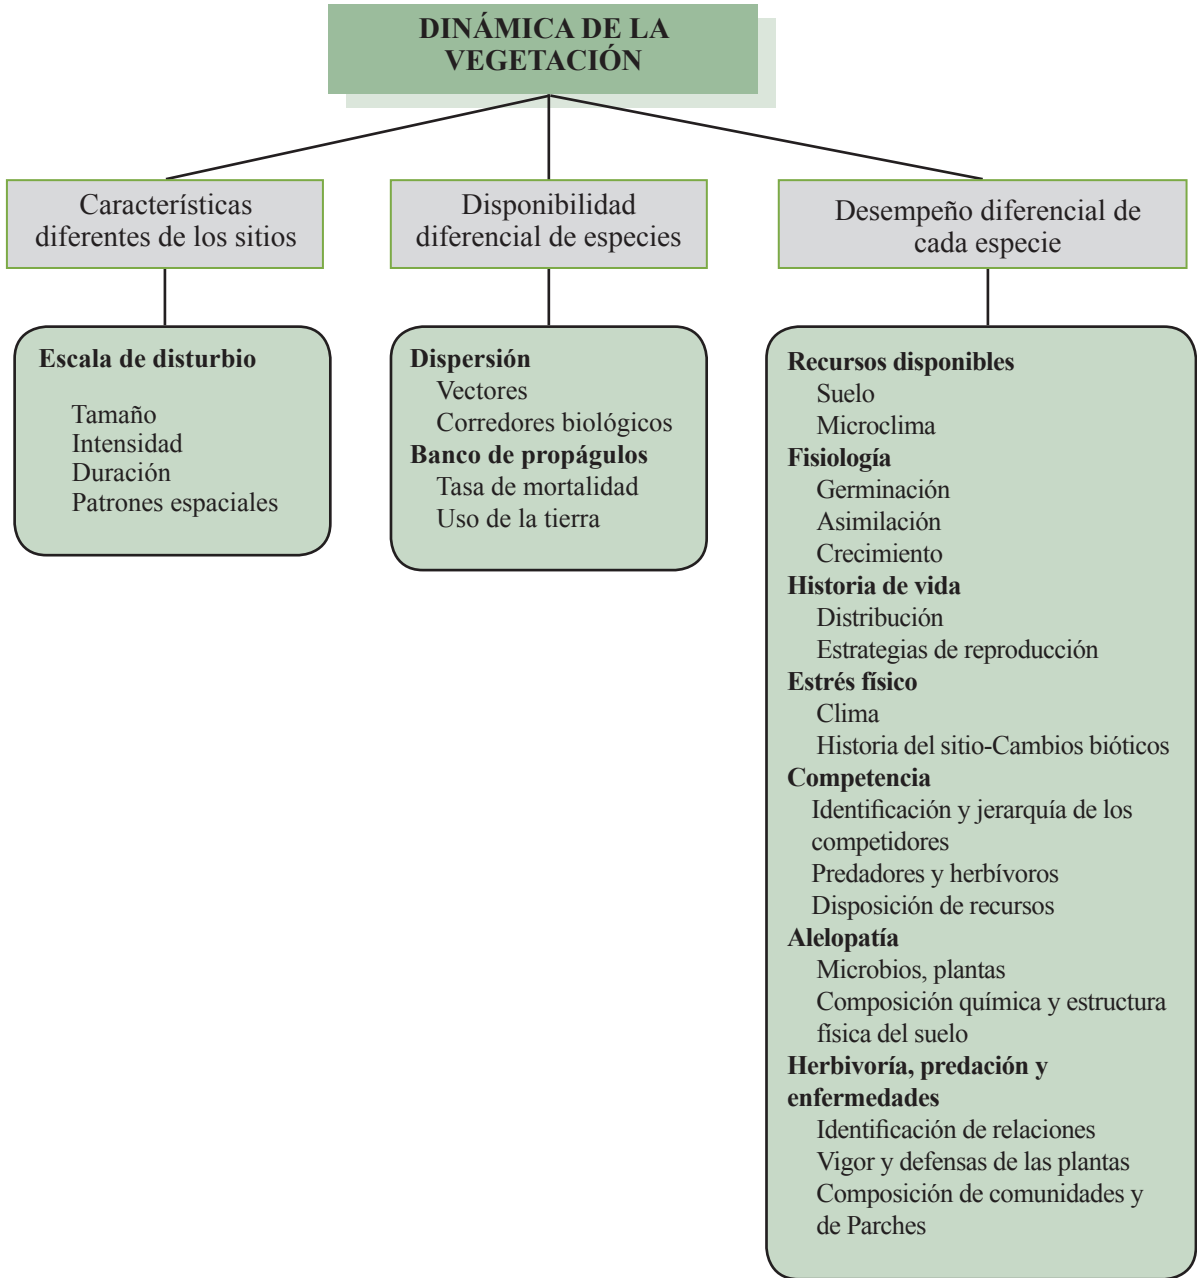 DINÁMICA DE LA
VEGETACIÓN
Características
diferentes de los sitios
Escala de disturbio
Tamaño
Intensidad
Duración
Patrones espaciales
Disponibilidad
diferencial de especies
Dispersión
Vectores
Corredores biológicos
Banco de propágulos
Tasa de mortalidad
Uso de la tierra
Desempeño diferencial de
cada especie
Recursos disponibles
Suelo
Microclima
Fisiología
Germinación
Asimilación
Crecimiento
Historia de vida
Distribución
Estrategias de reproducción
Estrés físico
Clima
Historia del sitio-Cambios bióticos
Competencia
Identificación y jerarquía de los
competidores
Predadores y herbívoros
Disposición de recursos
Alelopatía
Microbios, plantas
Composición química y estructura
física del suelo
Herbivoría, predación y
enfermedades
Identificación de relaciones
Vigor y defensas de las plantas
Composición de comunidades y
de Parches